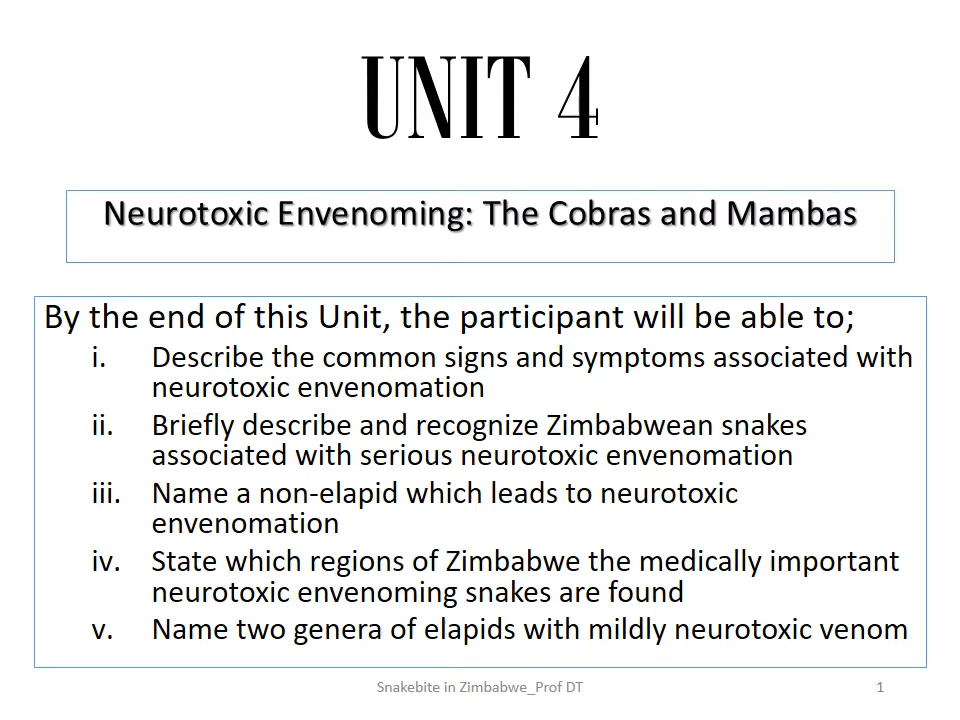 UNIT 4
Neurotoxic Envenoming: The Cobras and Mambas
By the end of this Unit, the participant will be able to;
i. Describe the common signs and symptoms associated with
neurotoxic envenomation
ii. Briefly describe and recognize Zimbabwean snakes
associated with serious neurotoxic envenomation
iii. Name a non-elapid which leads to neurotoxic
envenomation
iv. State which regions of Zimbabwe the medically important
neurotoxic envenoming snakes are found
v. Name two genera of elapids with mildly neurotoxic venom
Snakebite in Zimbabwe_Prof DT
1